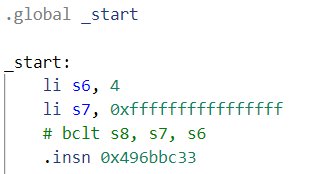 .global _start
_start:
li s6, 4
li s7, 0xffffffffffffffff
# bclt s8, s7, s6
.insn 0x496bbc33